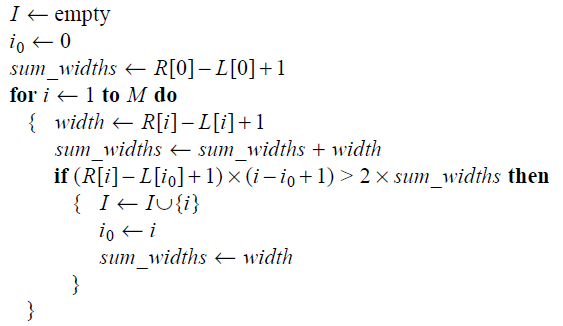 I ← empty
i₀ ← 0
sum_widths ← R[0]−L[0]+1
for i ← 1 to M do
{ width ← R[i]−L[i]+1
sum_widths ← sum_widths + width
if (R[i]−L[i₀]+1)×(i−i₀+1) > 2 × sum_widths then
{ I ← I∪{i}
i₀ ← i
sum_widths ← width
}
}